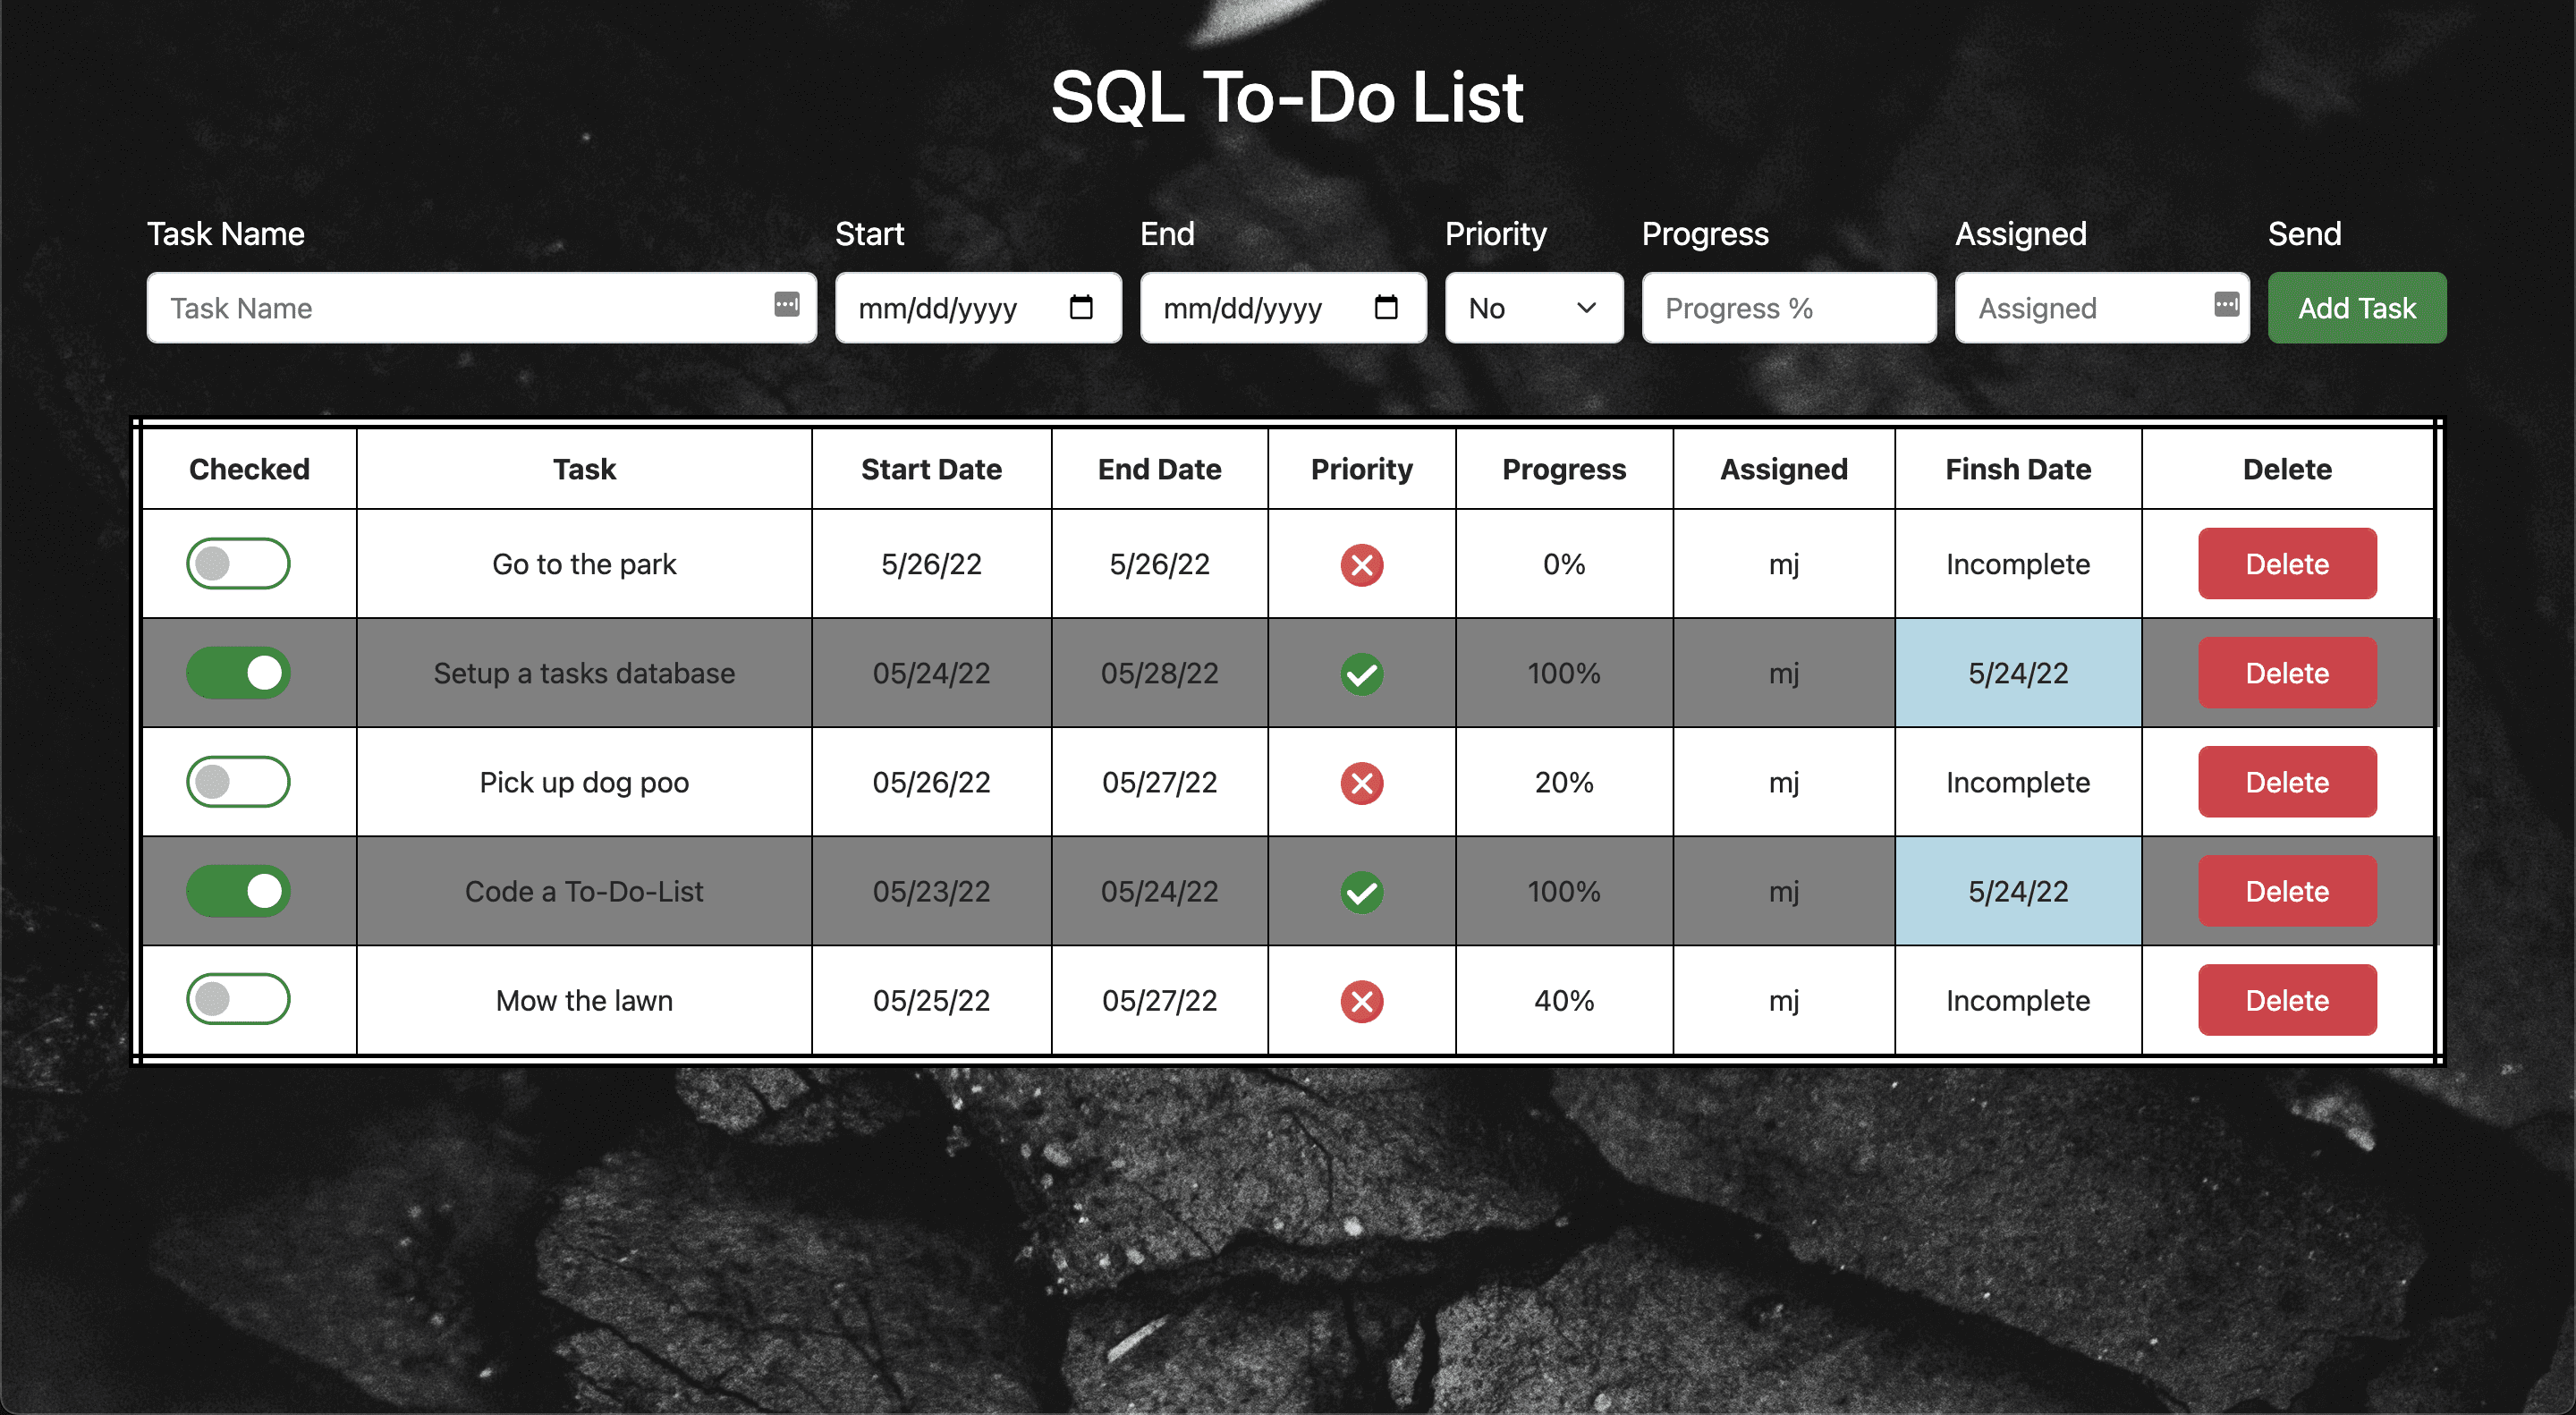 SQL To-Do List
Task Name Start End Priority Progress Assigned Send
Task Name mm/dd/yyyy mm/dd/yyyy No Progress % Assigned Add Task
Checked Task Start Date End Date Priority Progress Assigned Finsh Date Delete
Go to the park 5/26/22 5/26/22 0% mj Incomplete Delete
Setup a tasks database 05/24/22 05/28/22 100% mj 5/24/22 Delete
Pick up dog poo 05/26/22 05/27/22 20% mj Incomplete Delete
Code a To-Do-List 05/23/22 05/24/22 100% mj 5/24/22 Delete
Mow the lawn 05/25/22 05/27/22 40% mj Incomplete Delete